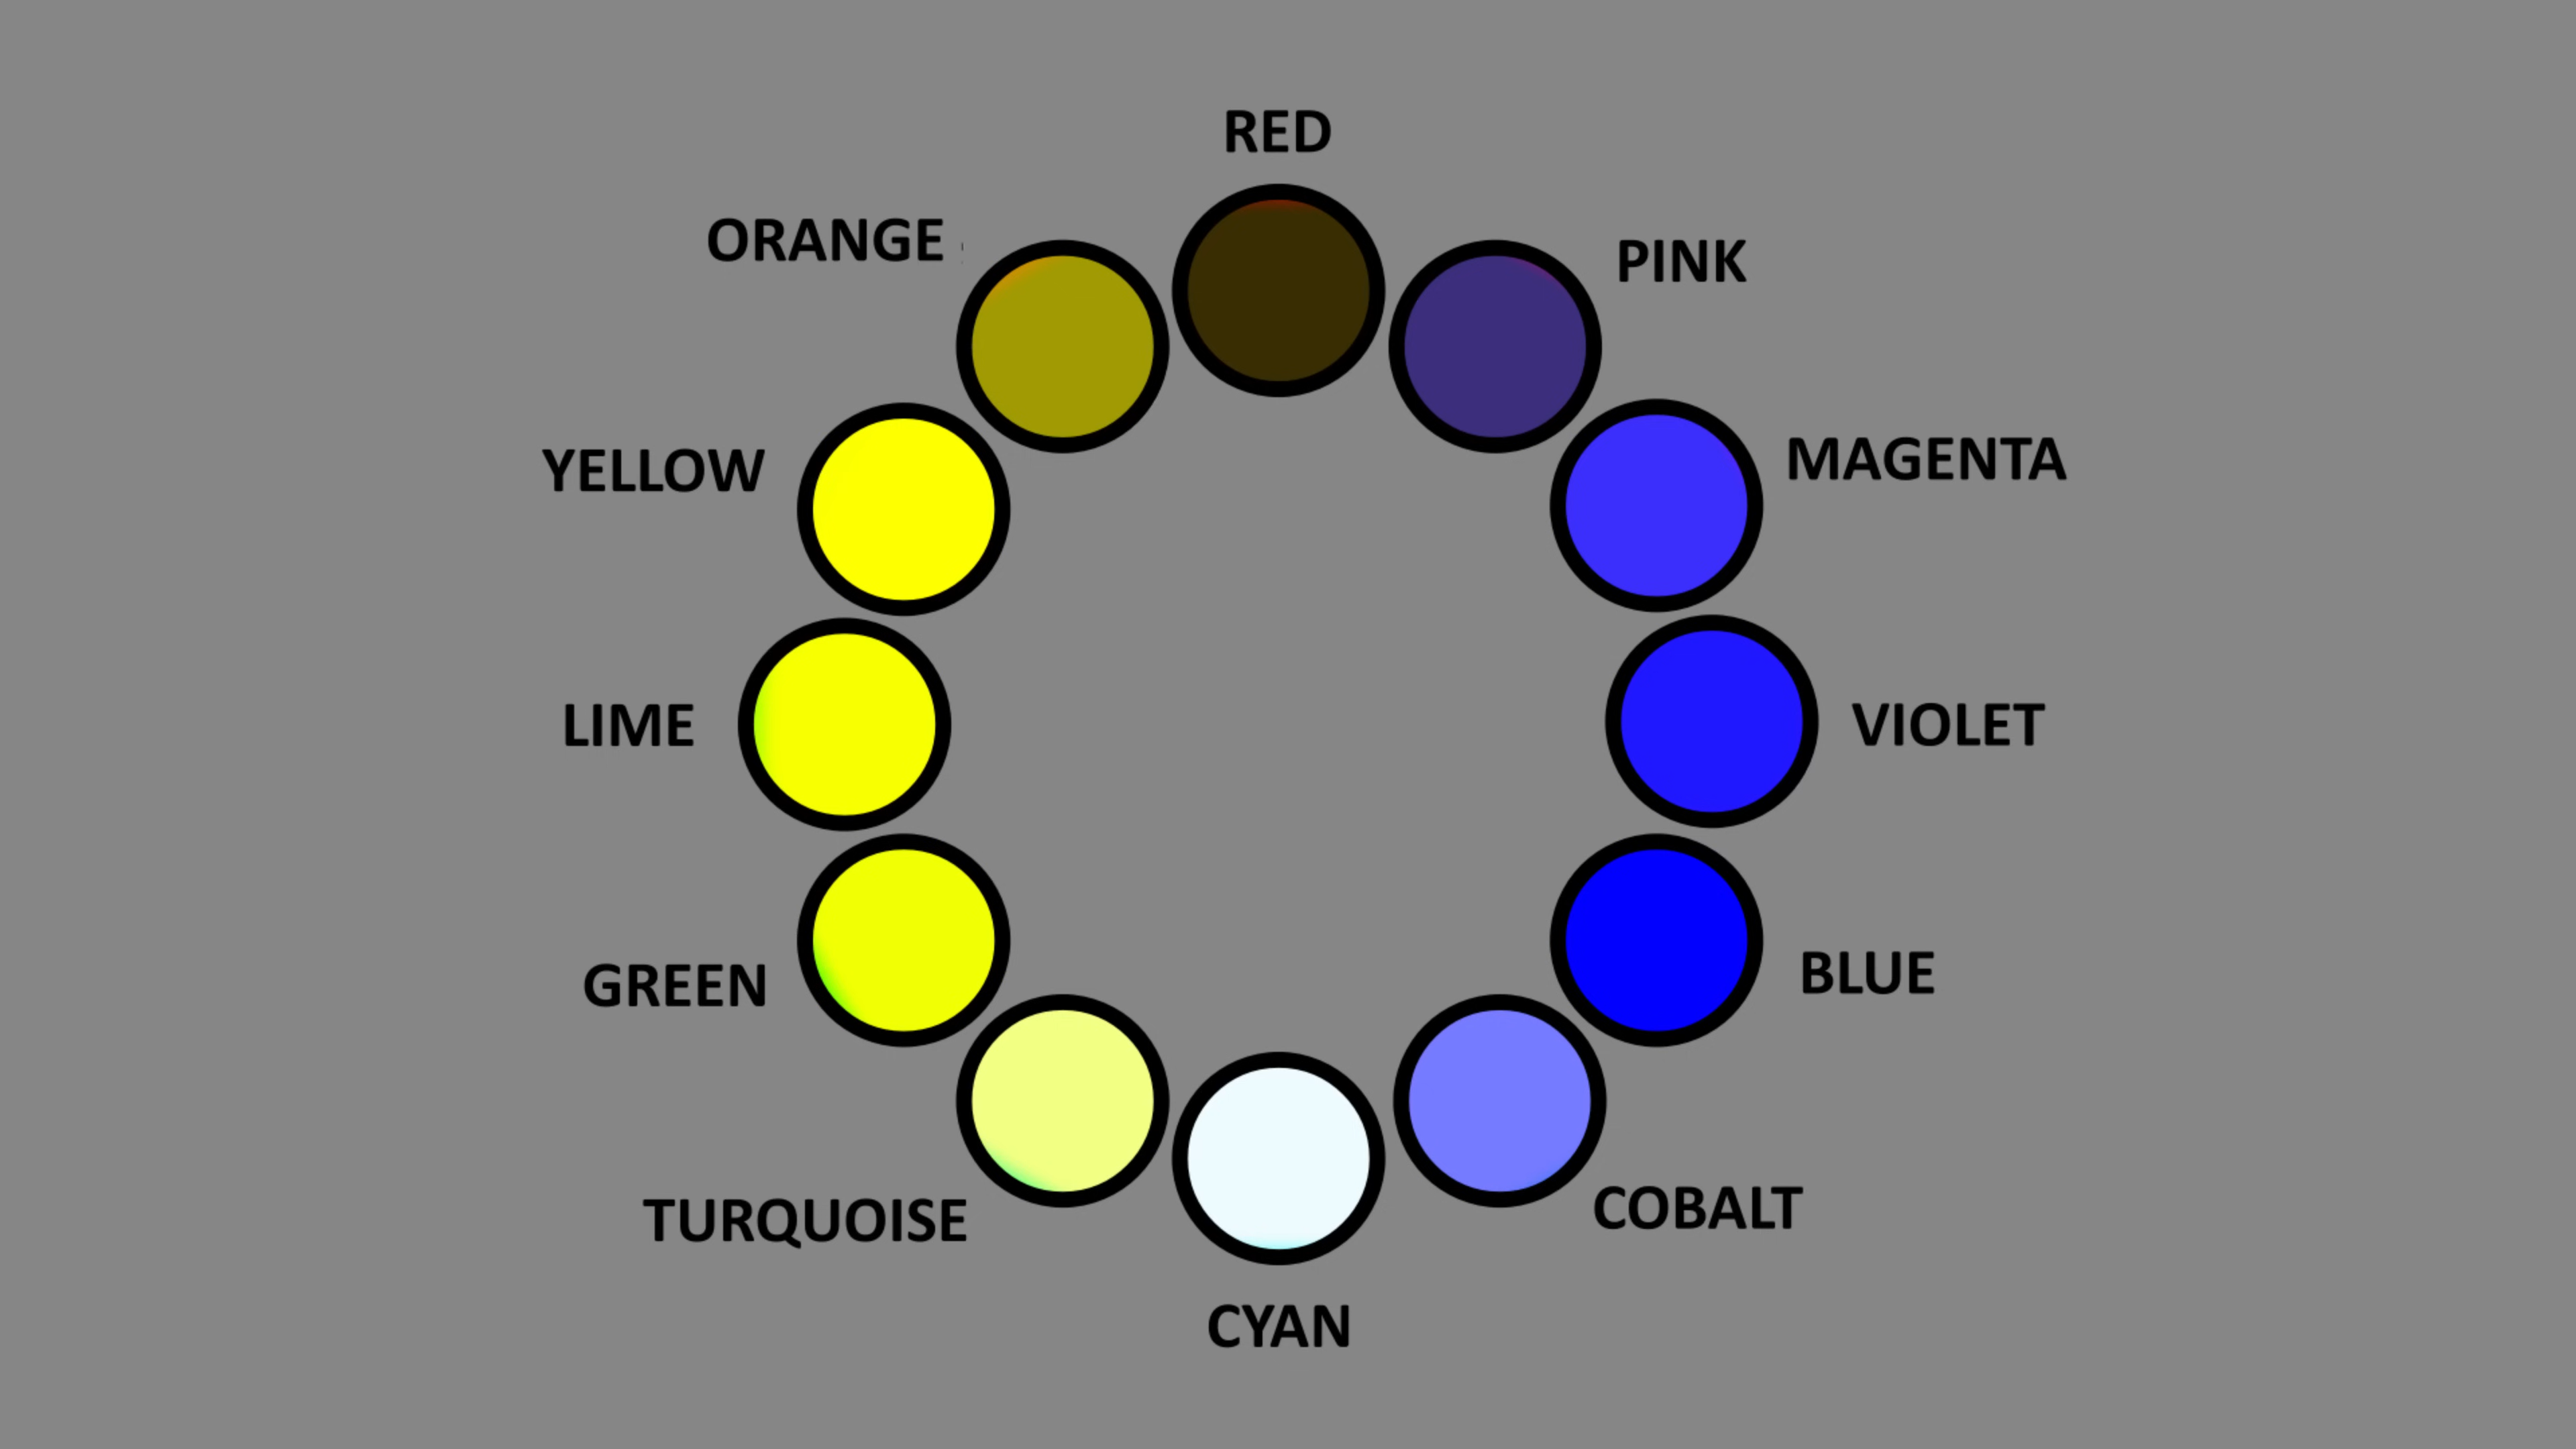 RED
ORANGE
PINK
YELLOW
MAGENTA
LIME
VIOLET
GREEN
BLUE
TURQUOISE
COBALT
CYAN